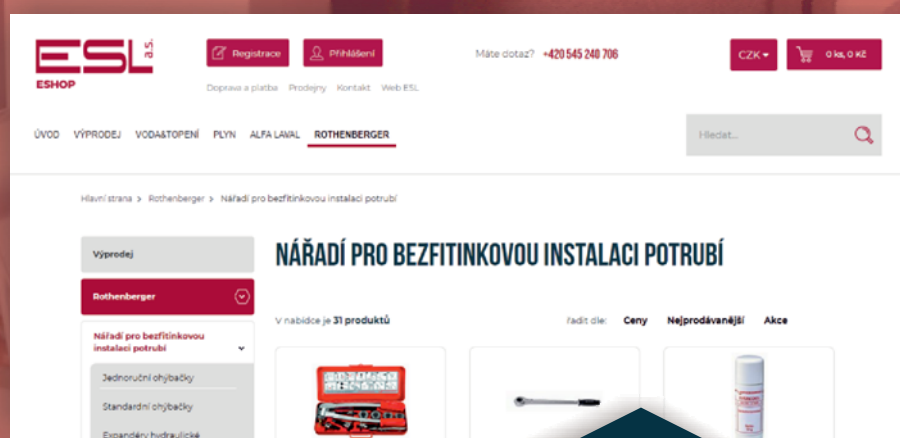 ESL a.s.
ESHOP
Registrace
Přihlášení
Máte dotaz? +420 545 240 706
CZK
0 ks, 0 Kč
Doprava a platba Prodejny Kontakt Web ESL
ÚVOD VÝPRODEJ VODA&TOPENÍ PLYN ALFA LAVAL ROTHENBERGER
Hledat...
Hlavní strana > Rothenberger > Nářadí pro bezfitinkovou instalaci potrubí
Výprodej
NÁŘADÍ PRO BEZFITINKOVOU INSTALACI POTRUBÍ
Rothenberger
V nabídce je 31 produktů
řadit dle: Ceny Nejprodávanější Akce
Nářadí pro bezfitinkovou
instalaci potrubí
Jednoruční ohýbačky
Standardní ohýbačky
Expandéry hydraulické